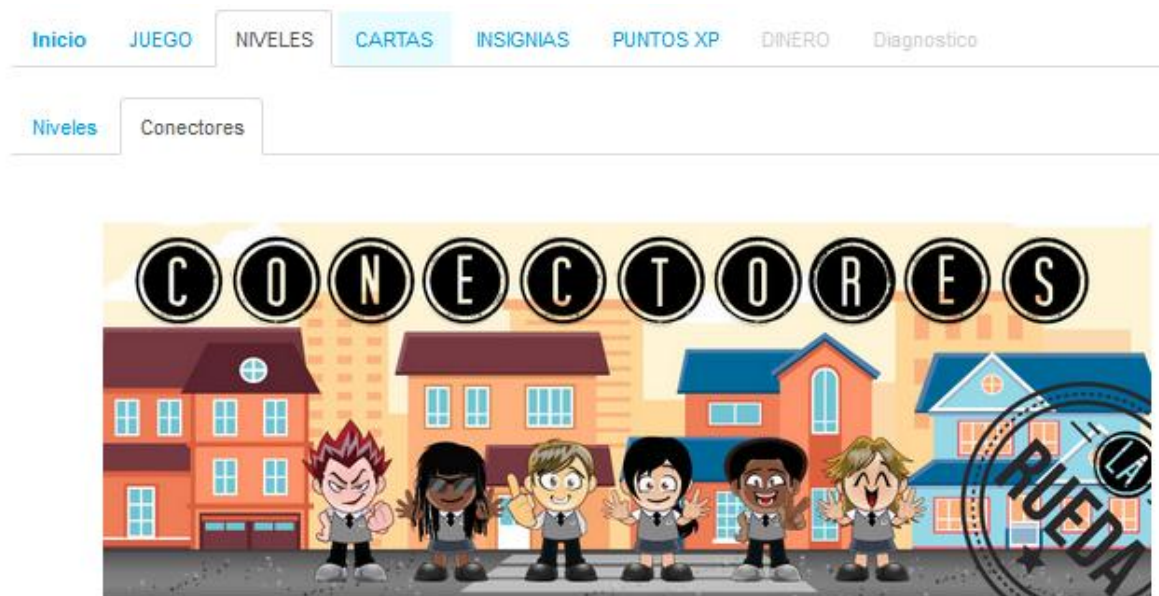 Inicio JUEGO NIVELES CARTAS INSIGNIAS PUNTOS XP DINERO Diagnostico
Niveles Conectores
CONECTORES
LA
RUEDA